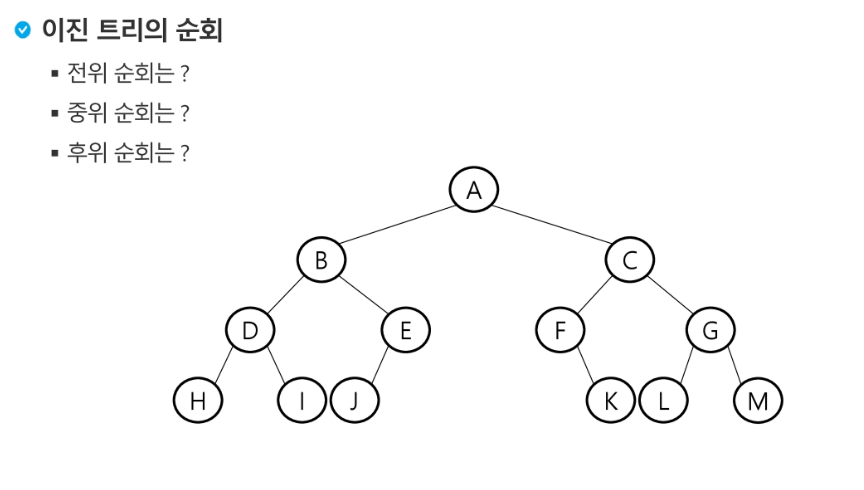 이진 트리의 순회
전위 순회는 ?
중위 순회는 ?
후위 순회는 ?
A
B C
D E F G
H I J K L M